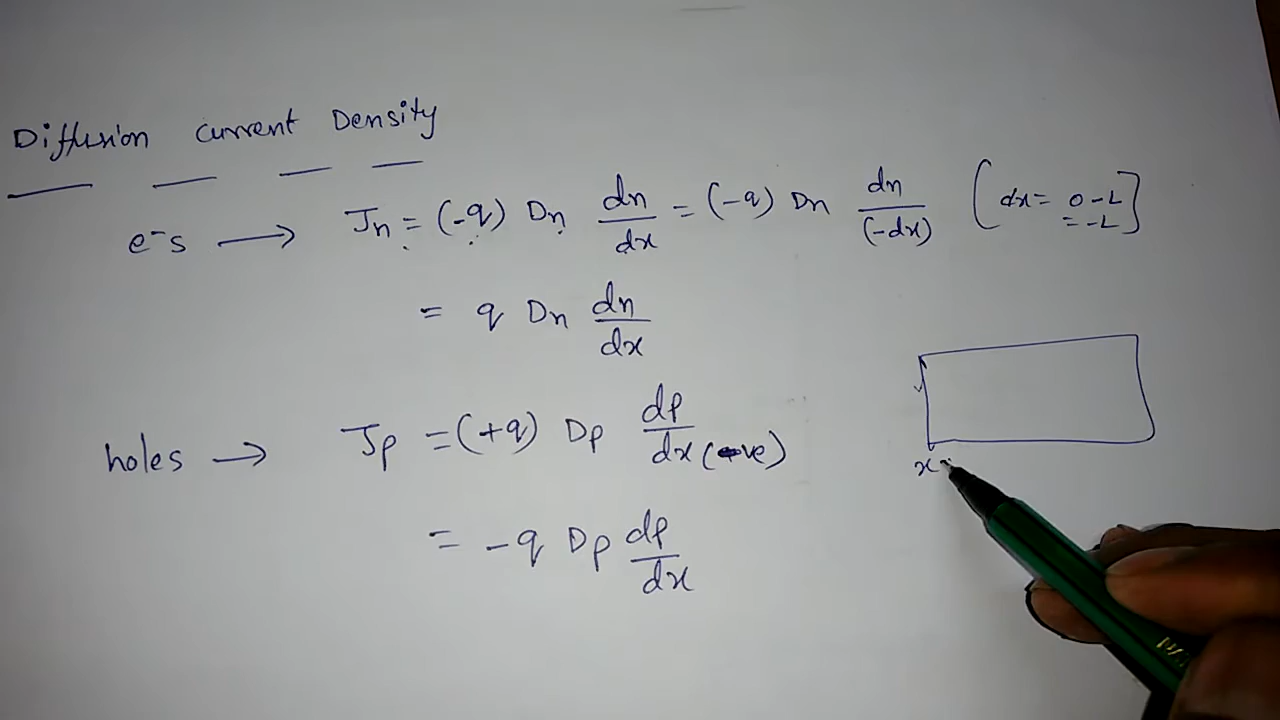 Diffusion Current Density
e⁻s ⟶ Jn = (-q) Dn dn/dx = (-q) Dn dn/(-dx) [dx = 0-L
= -L]
= q Dn dn/dx
holes → Jp = (+q) Dp dp/dx (-ve)
= -q Dp dp/dx
x=